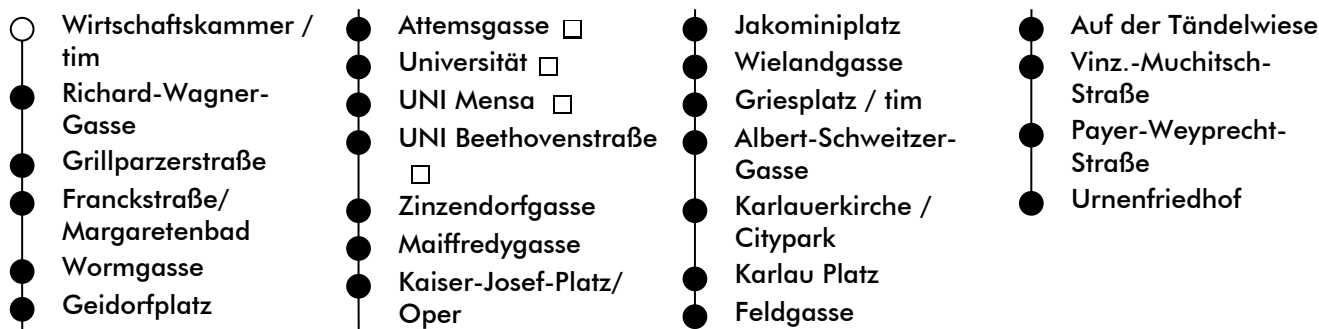 Wirtschaftskammer /
tim
Richard-Wagner-
Gasse
Grillparzerstraße
Franckstraße/
Margaretenbad
Wormgasse
Geidorfplatz
Attemsgasse
Universität
UNI Mensa
UNI Beethovenstraße
Zinzendorfgasse
Maiffredygasse
Kaiser-Josef-Platz/
Oper
Jakominiplatz
Wielandgasse
Griesplatz / tim
Albert-Schweitzer-
Gasse
Karlauerkirche /
Citypark
Karlau Platz
Feldgasse
Auf der Tändelwiese
Vinz.-Muchitsch-
Straße
Payer-Weyprecht-
Straße
Urnenfriedhof